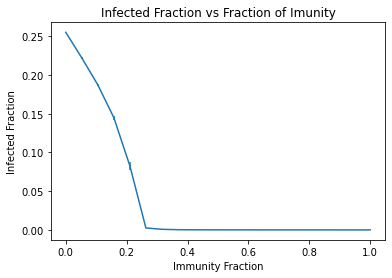 Infected Fraction vs Fraction of Imunity
Infected Fraction
0.25
0.20
0.15
0.10
0.05
0.00
0.0 0.2 0.4 0.6 0.8 1.0
Immunity Fraction